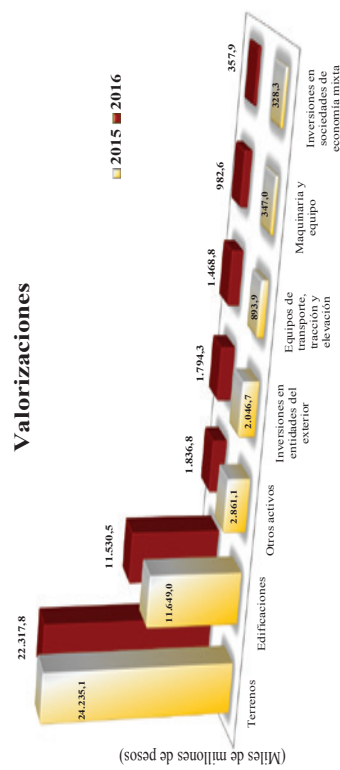 Valorizaciones
2015 2016
(Miles de millones de pesos)
22.317,8
24.235,1
Terrenos
11.530,5
11.649,0
Edificaciones
1.836,8
2.861,1
Otros activos
1.794,3
2.046,7
Inversiones en
entidades del
exterior
1.468,8
893,9
Equipos de
transporte,
tracción y
elevación
982,6
347,0
Maquinaria y
equipo
357,9
328,3
Inversiones en
sociedades de
economía mixta